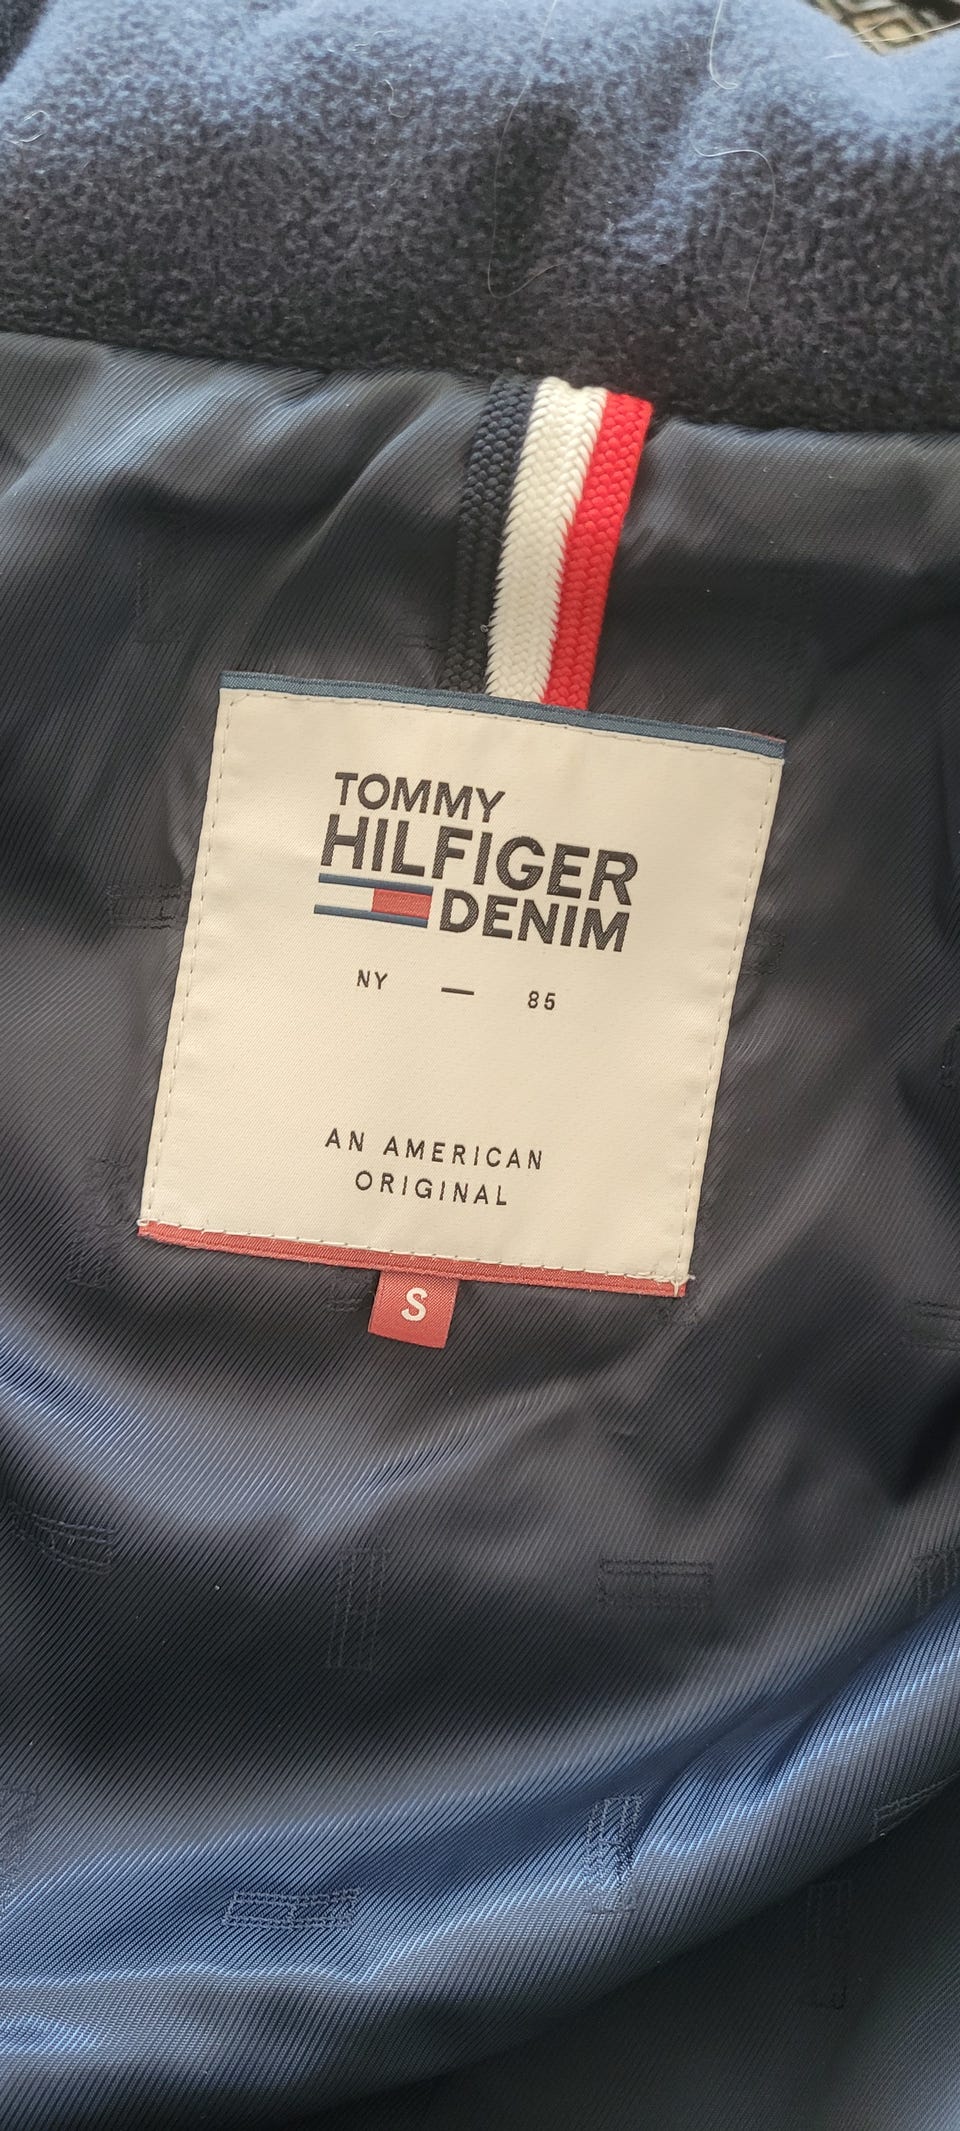 TOMMY
HILFIGER
DENIM
NY — 85
AN AMERICAN
ORIGINAL
S